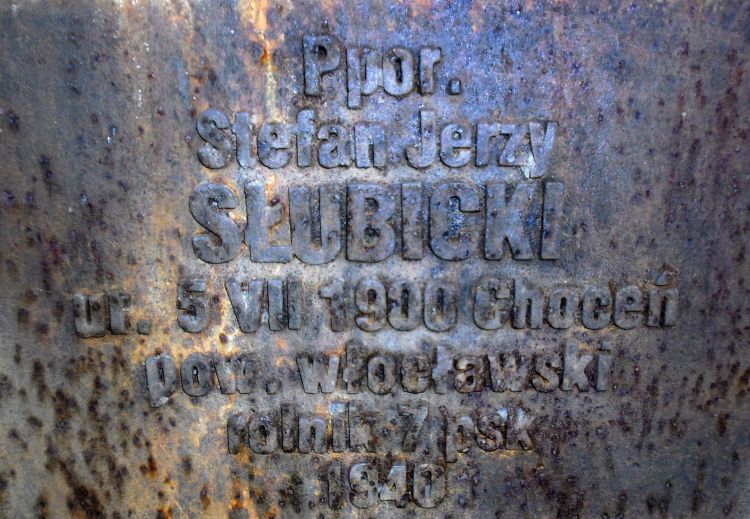 Ppor.
Stefan Jerzy
SŁUBICKI
ur. 5 VII 1900 Choceń
pow. włocławski
rolnik 7 psk
1940